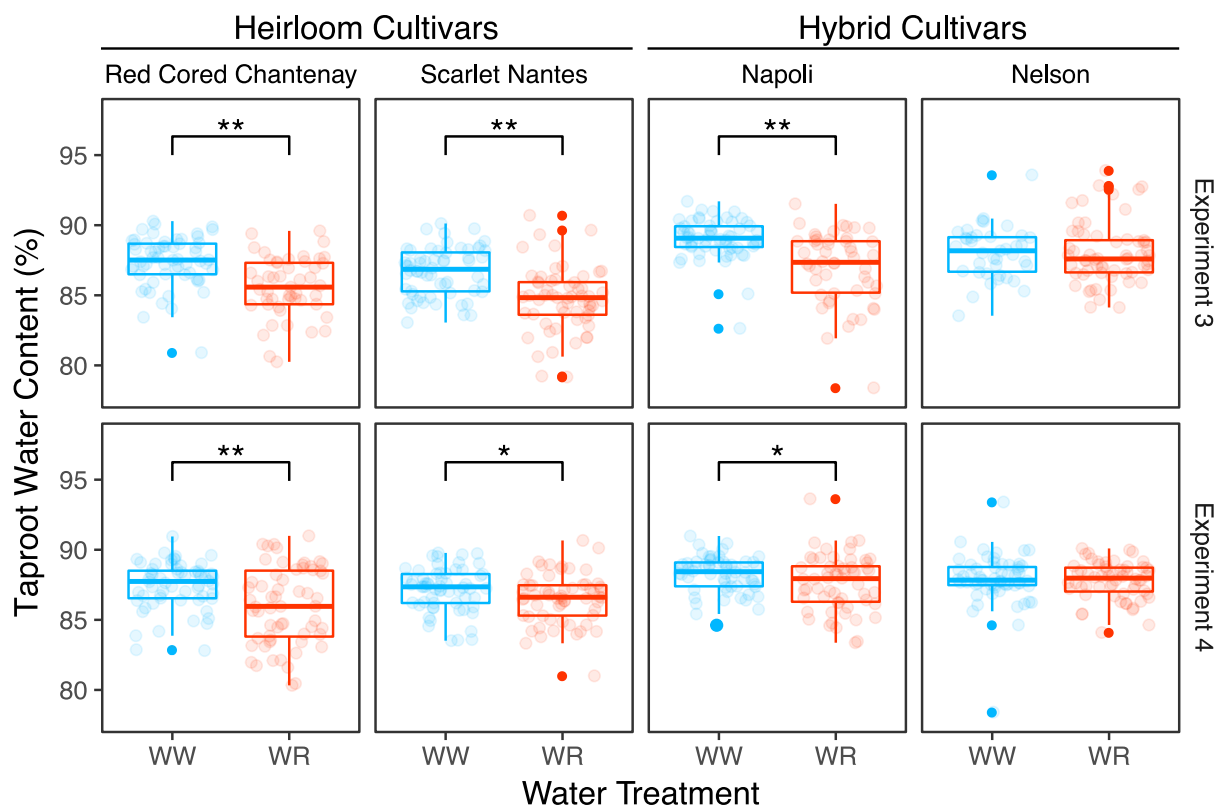 Heirloom Cultivars Hybrid Cultivars
Red Cored Chantenay Scarlet Nantes Napoli Nelson
** ** **
95
90
85
80
Experiment 3
** * *
95
90
85
80
Experiment 4
Taproot Water Content (%)
WW WR WW WR WW WR WW WR
Water Treatment